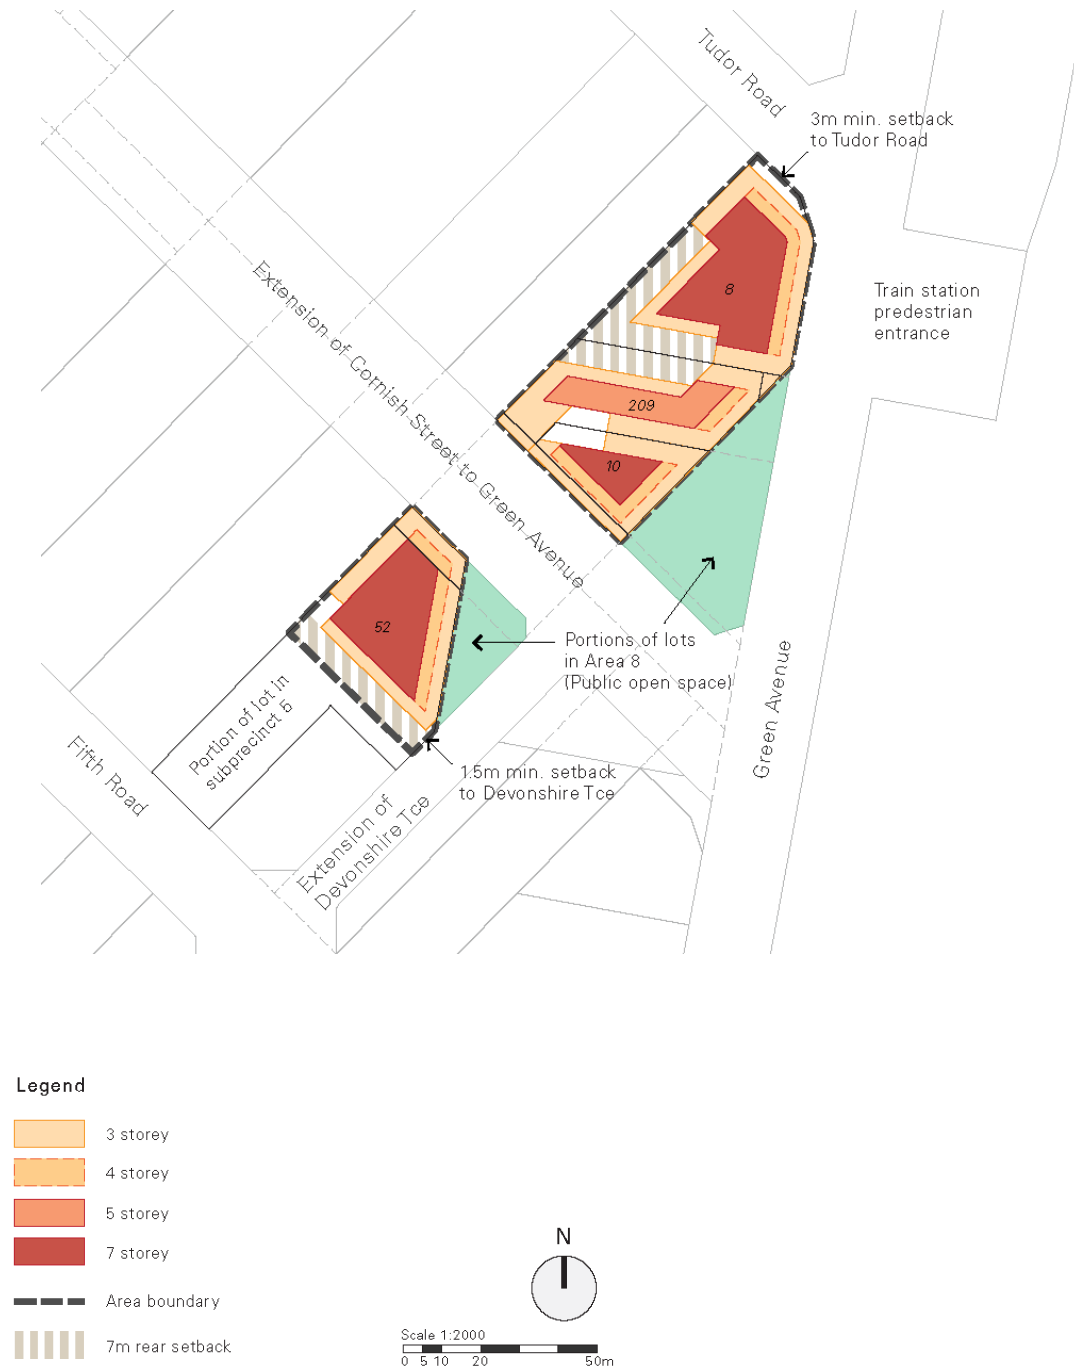 Tudor Road
3m min. setback
to Tudor Road
Extension of Cornish Street to Green Avenue
Train station
pedestrian
entrance
8
209
10
52
Portions of lots
in Area 8
(Public open space)
Green Avenue
Portion of lot in
subprecinct 5
Fifth Road
1.5m min. setback
to Devonshire Tce
Extension of
Devonshire Tce
Legend
3 storey
4 storey
5 storey
7 storey
Area boundary
7m rear setback
N
Scale 1:2000
0 5 10 20 50m